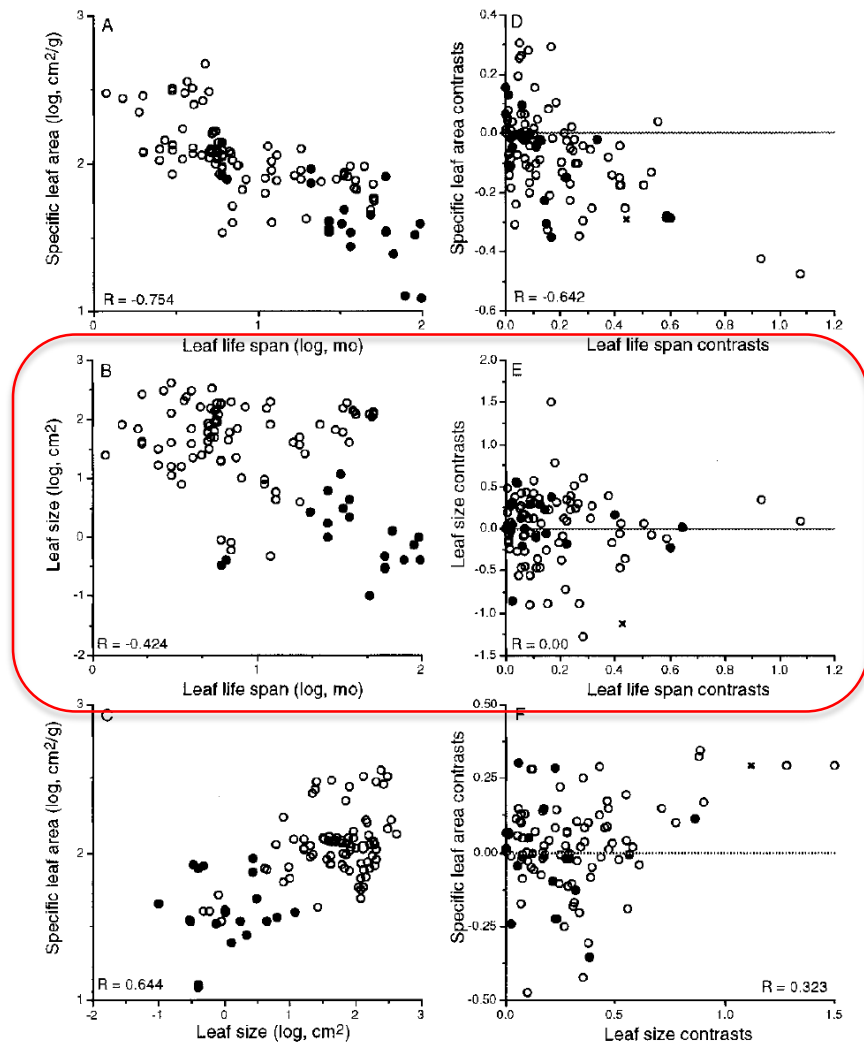 A
Specific leaf area (log, cm2/g)
3
2
1
R = -0.754
0
1
2
Leaf life span (log, mo)
D
Specific leaf area contrasts
0.4
0.2
0.0
-0.2
-0.4
-0.6
R = -0.642
0.0
0.2
0.4
0.6
0.8
1.0
1.2
Leaf life span contrasts
B
Leaf size (log, cm2)
3
2
1
0
-1
-2
R = -0.424
0
1
2
Leaf life span (log, mo)
E
Leaf size contrasts
2.0
1.5
1.0
0.5
0.0
-0.5
-1.0
-1.5
R = 0.00
0.0
0.2
0.4
0.6
0.8
1.0
1.2
Leaf life span contrasts
C
Specific leaf area (log, cm2/g)
3
2
1
R = 0.644
-2
-1
0
1
2
3
Leaf size (log, cm2)
F
Specific leaf area contrasts
0.50
0.25
0.00
-0.25
-0.50
R = 0.323
0.0
0.5
1.0
1.5
Leaf size contrasts